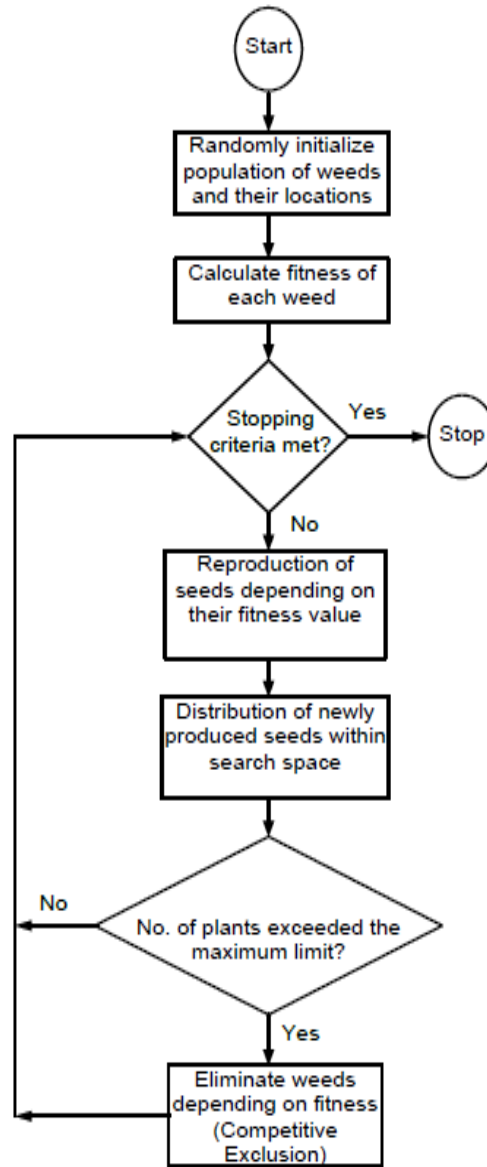 Start
Randomly initialize
population of weeds
and their locations
Calculate fitness of
each weed
Stopping
criteria met?
Yes
Stop
No
Reproduction of
seeds depending on
their fitness value
Distribution of newly
produced seeds within
search space
No
No. of plants exceeded the
maximum limit?
Yes
Eliminate weeds
depending on fitness
(Competitive
Exclusion)